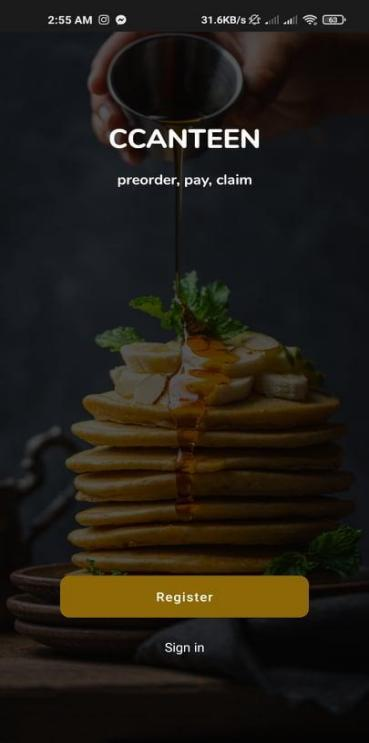 2:55 AM 31.6KB/s 63
CCANTEEN
preorder, pay, claim
Register
Sign in